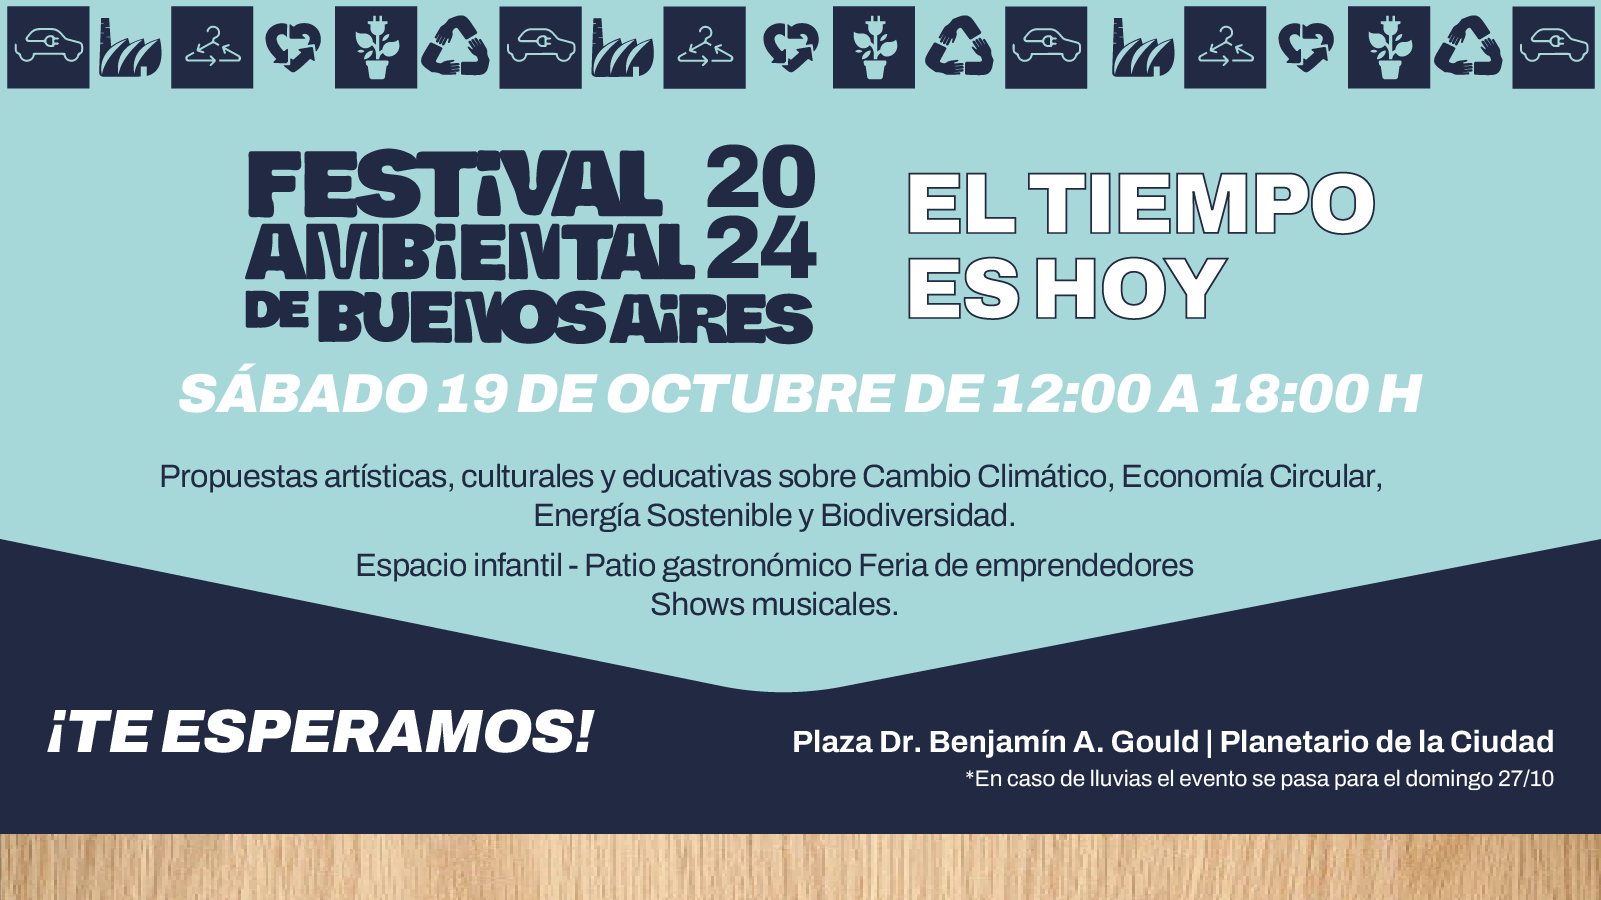 FESTiVAL 20
AMBiENTAL 24
DE BUENOS AiRES
EL TIEMPO
ES HOY
SÁBADO 19 DE OCTUBRE DE 12:00 A 18:00 H
Propuestas artísticas, culturales y educativas sobre Cambio Climático, Economía Circular,
Energía Sostenible y Biodiversidad.
Espacio infantil - Patio gastronómico Feria de emprendedores
Shows musicales.
¡TE ESPERAMOS!
Plaza Dr. Benjamín A. Gould | Planetario de la Ciudad
*En caso de lluvias el evento se pasa para el domingo 27/10